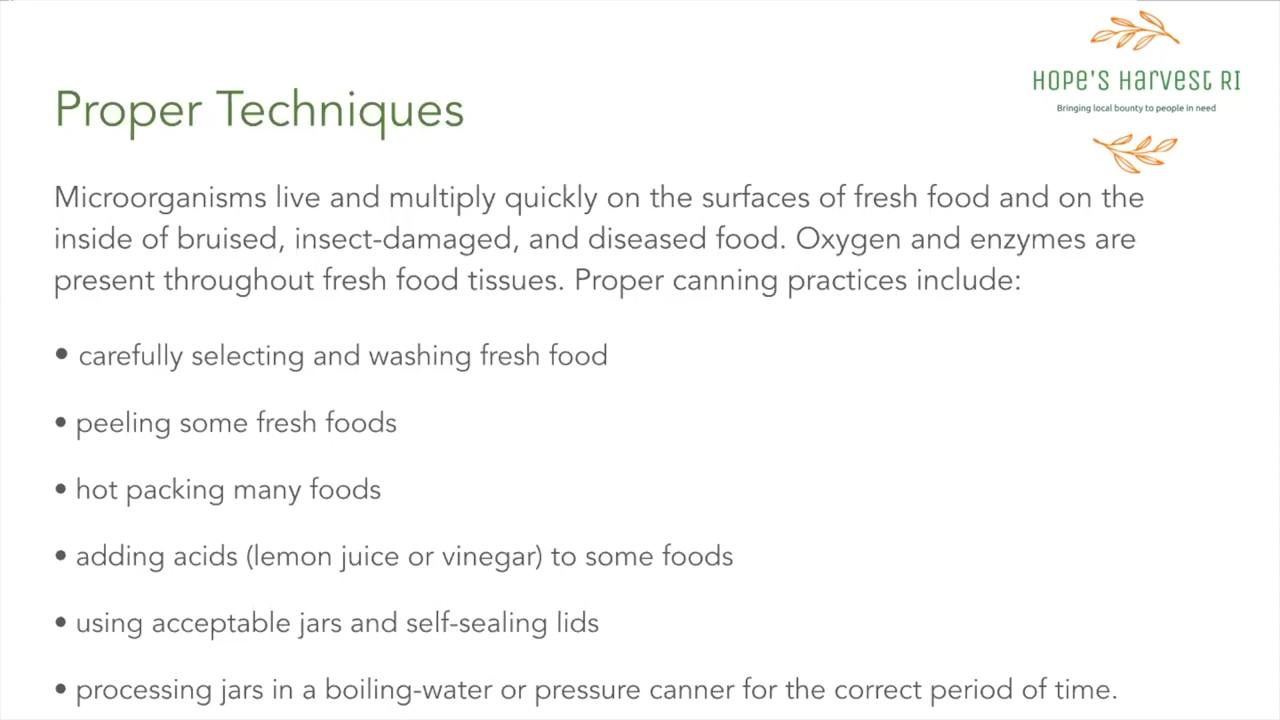 HOPE'S HARVEST RI
Bringing local bounty to people in need
Proper Techniques
Microorganisms live and multiply quickly on the surfaces of fresh food and on the
inside of bruised, insect-damaged, and diseased food. Oxygen and enzymes are
present throughout fresh food tissues. Proper canning practices include:
• carefully selecting and washing fresh food
• peeling some fresh foods
• hot packing many foods
• adding acids (lemon juice or vinegar) to some foods
• using acceptable jars and self-sealing lids
• processing jars in a boiling-water or pressure canner for the correct period of time.